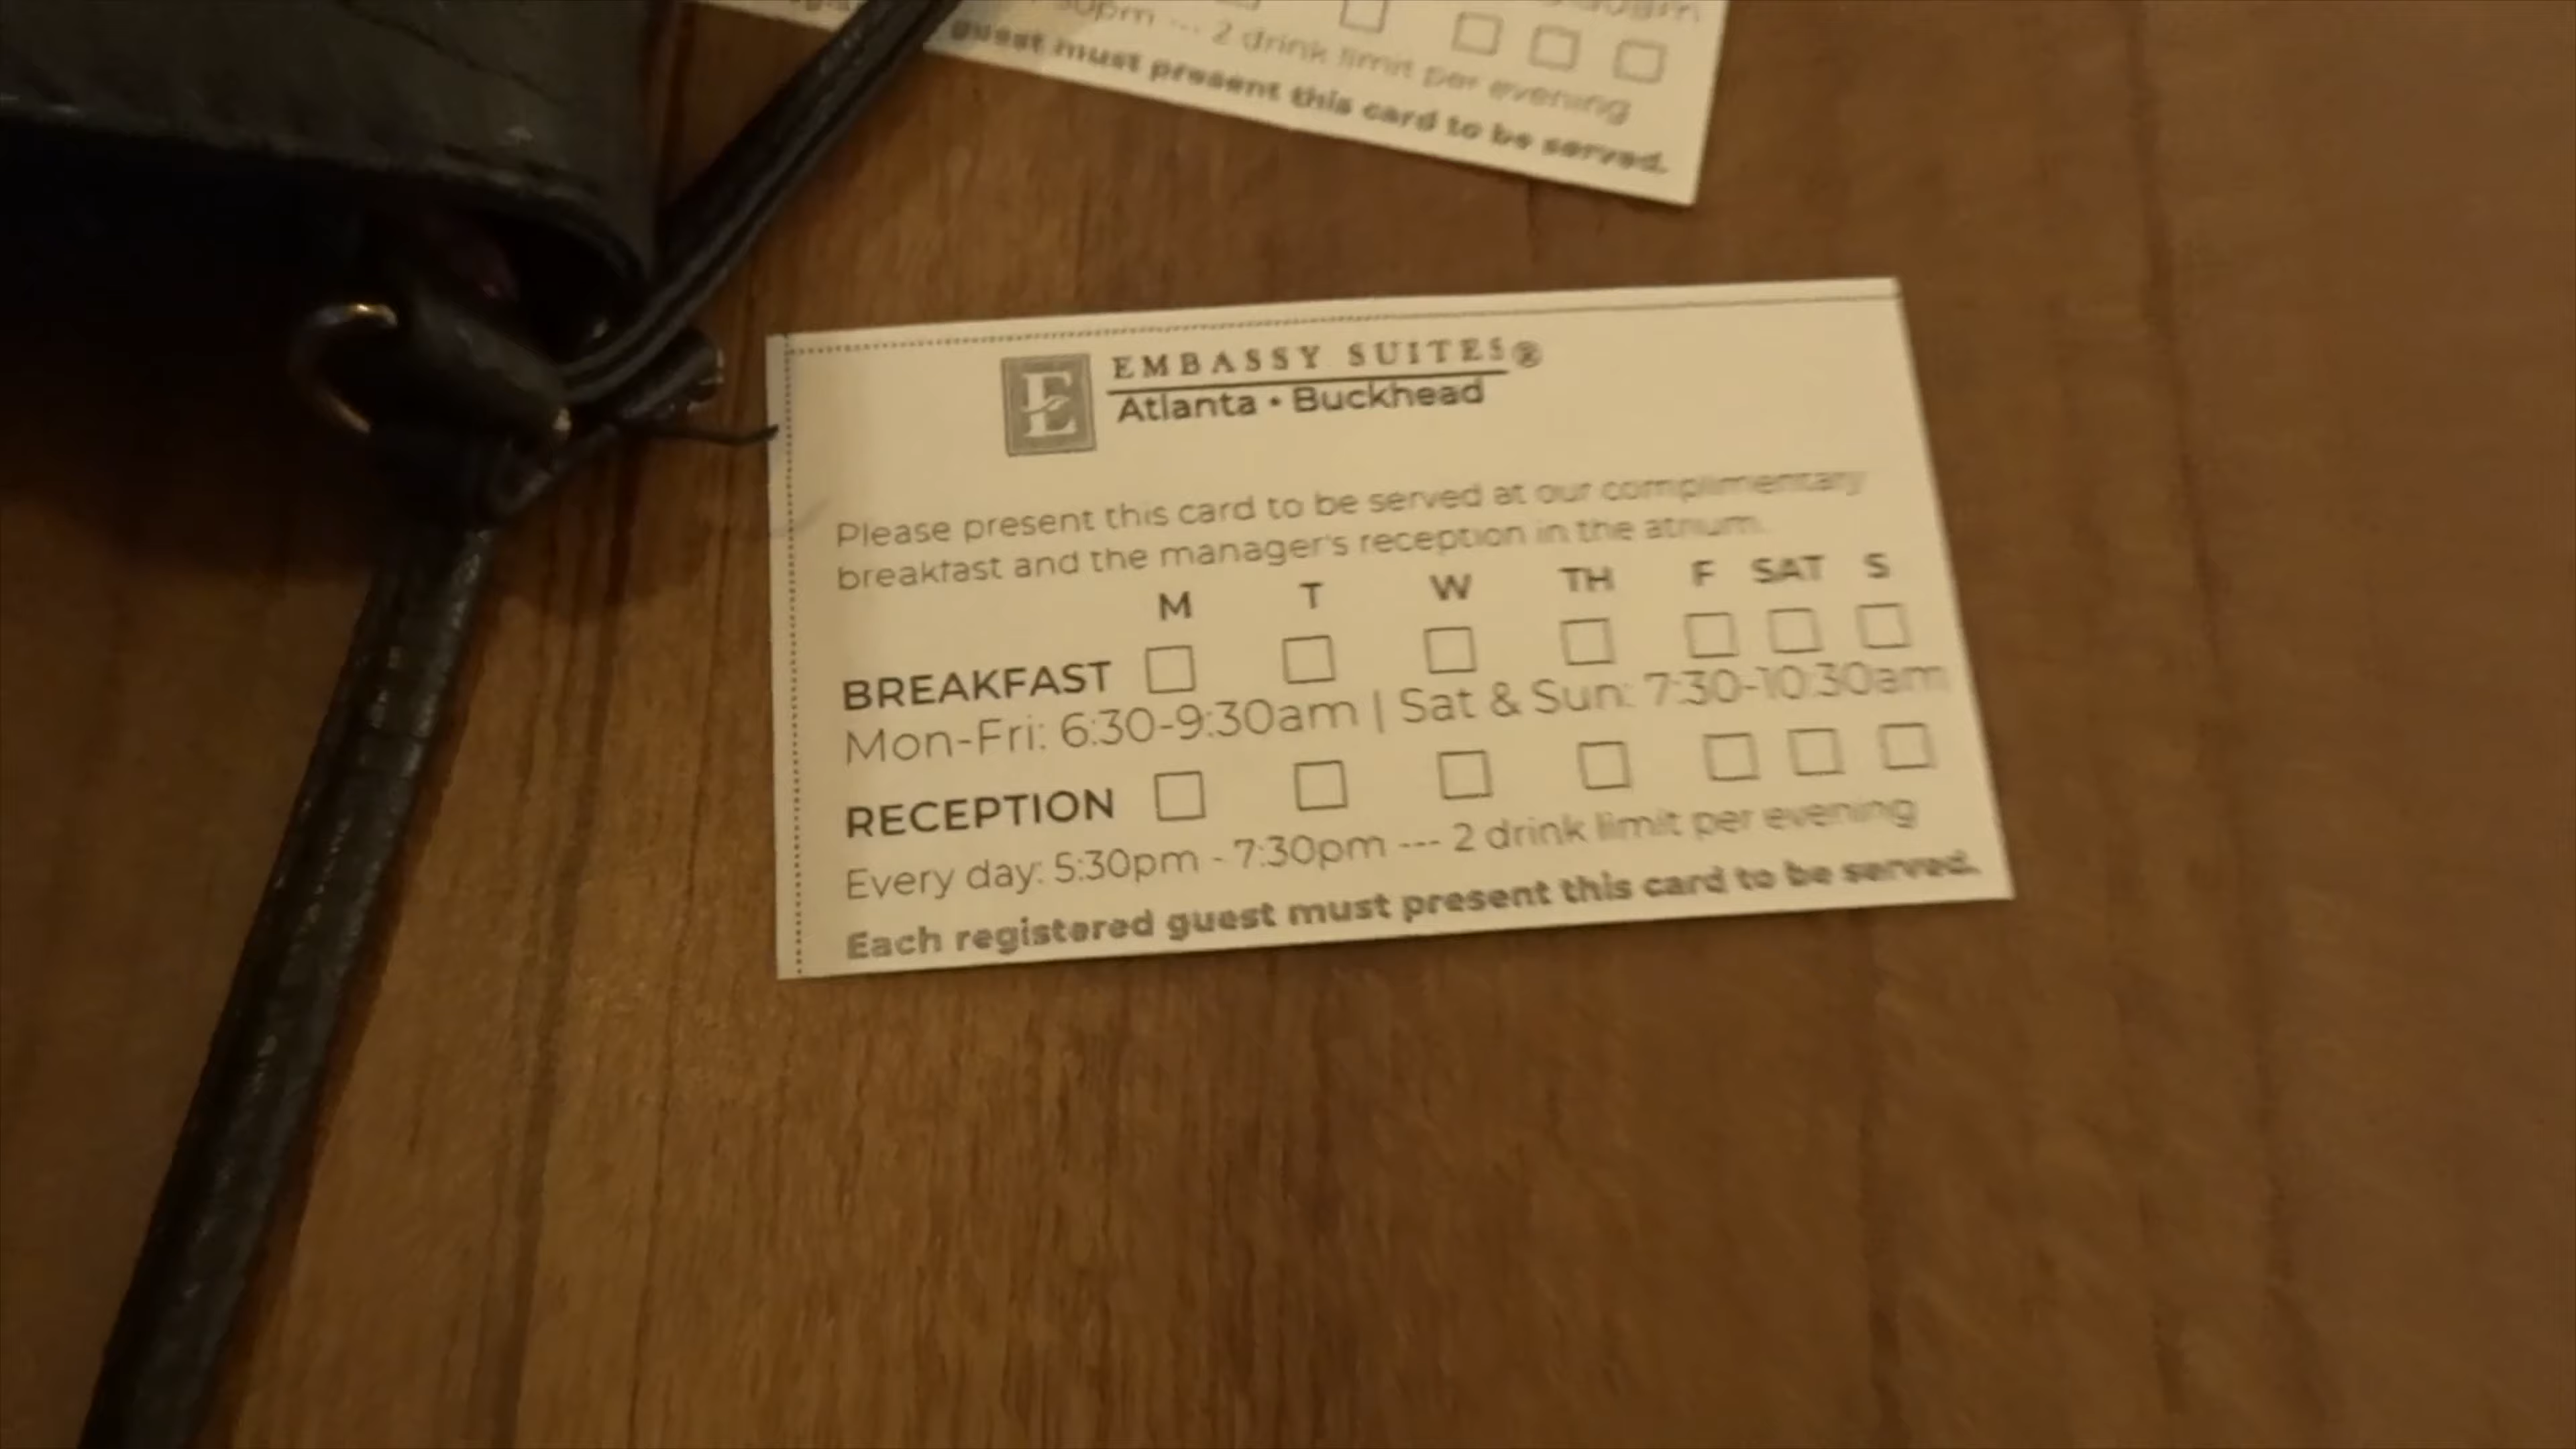 30pm --- 2 drink limit per evening
guest must present this card to be served.
E
EMBASSY SUITES®
Atlanta • Buckhead
Please present this card to be served at our complimentary
breakfast and the manager's reception in the atrium.
M T W TH F SAT S
BREAKFAST
Mon-Fri: 6:30-9:30am | Sat & Sun: 7:30-10:30am
RECEPTION
Every day: 5:30pm - 7:30pm --- 2 drink limit per evening
Each registered guest must present this card to be served.